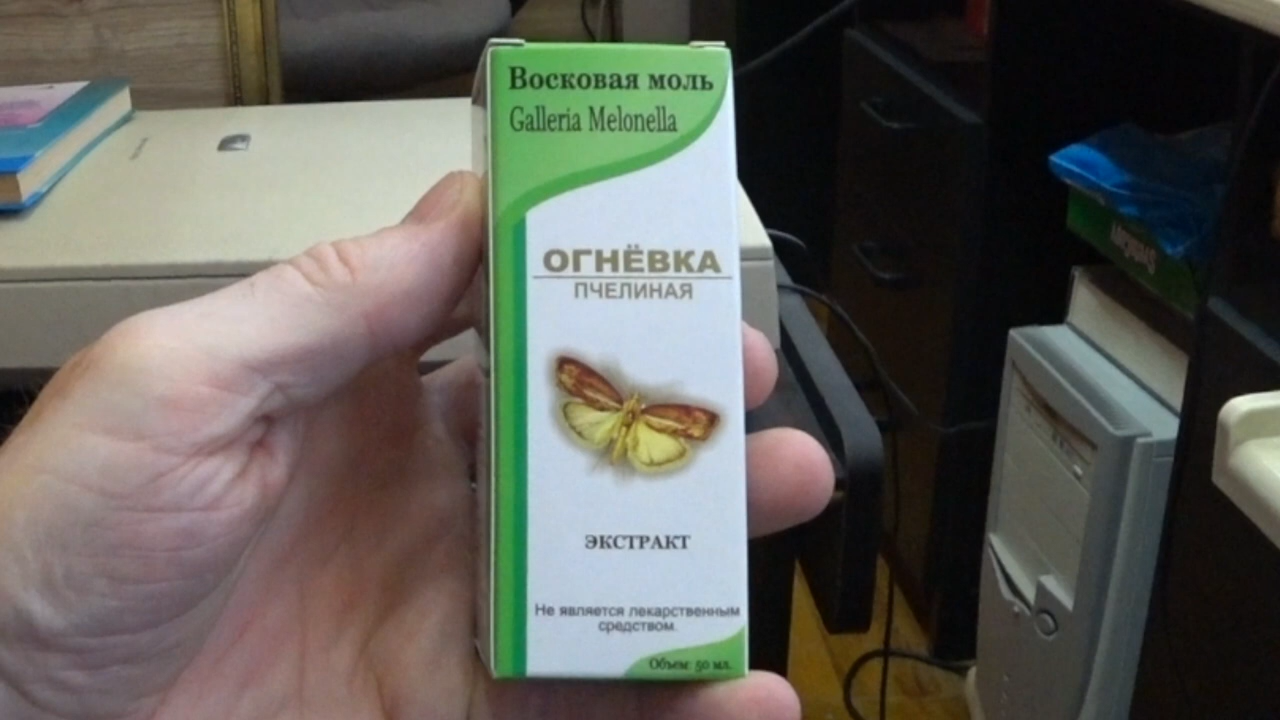 Восковая моль
Galleria Melonella
ОГНЁВКА
ПЧЕЛИНАЯ
ЭКСТРАКТ
Не является лекарственным
средством.
Объем: 50 мл.